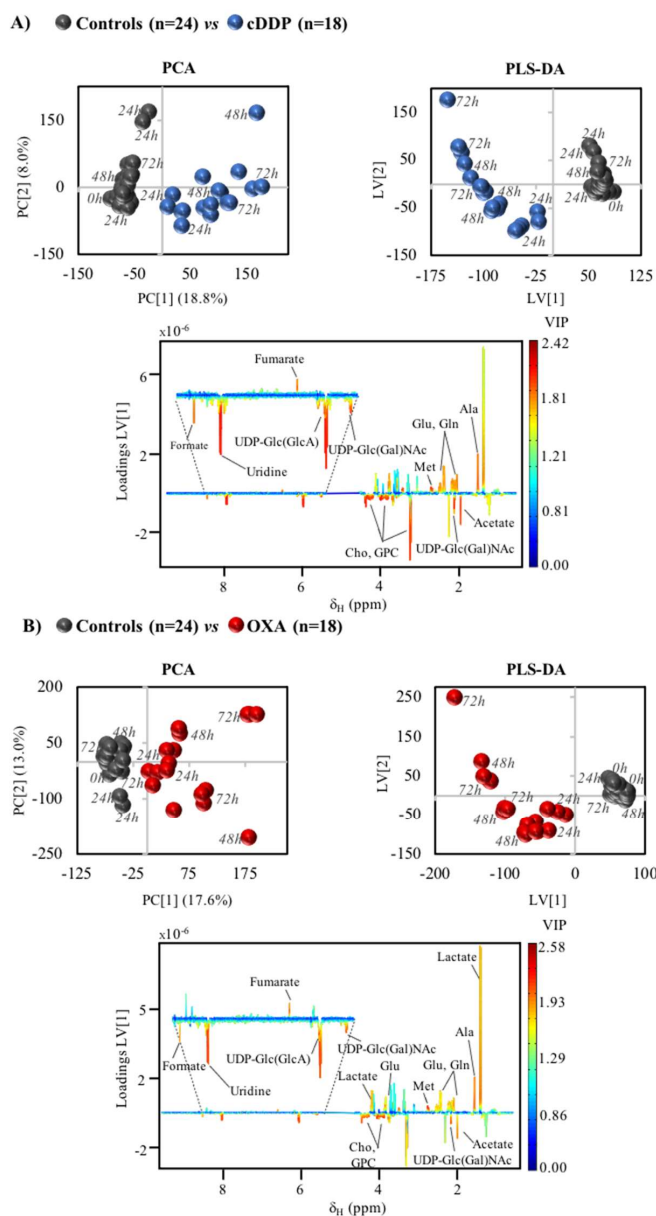 A) Controls (n=24) vs cDDP (n=18)
PCA
PC[2] (8.0%)
150
0
-150
24h
24h
48h
72h
48h
0h
24h
24h
48h
72h
72h
24h
-150
-50
50
150
250
PC[1] (18.8%)
PLS-DA
LV[2]
150
50
-50
-150
72h
72h
48h
72h
48h
48h
24h
24h
24h
72h
48h
24h
0h
-175
-100
-25
50
125
LV[1]
x10⁻⁶
Loadings LV[1]
6
2
-2
Fumarate
Formate
Uridine
UDP-Glc(GlcA)
UDP-Glc(Gal)NAc
Glu, Gln
Ala
Met
Cho, GPC
Acetate
UDP-Glc(Gal)NAc
8
6
4
2
δH (ppm)
VIP
2.42
1.81
1.21
0.60
0.00
B) Controls (n=24) vs OXA (n=18)
PCA
PC[2] (13.0%)
200
50
-100
-250
48h
72h
0h
72h
24h
24h
48h
24h
72h
72h
48h
-125
-25
75
175
275
PC[1] (17.6%)
PLS-DA
LV[2]
250
150
50
-50
-150
72h
48h
72h
72h
48h
24h
48h
24h
0h
24h
0h
72h
48h
-200
-100
0
100
LV[1]
x10⁻⁶
Loadings LV[1]
5
2
-2
Fumarate
Formate
Uridine
UDP-Glc(GlcA)
UDP-Glc(Gal)NAc
Lactate
Lactate
Glu
Glu, Gln
Ala
Met
Cho,
GPC
Acetate
UDP-Glc(Gal)NAc
8
6
4
2
δH (ppm)
VIP
2.58
1.93
1.29
0.86
0.00